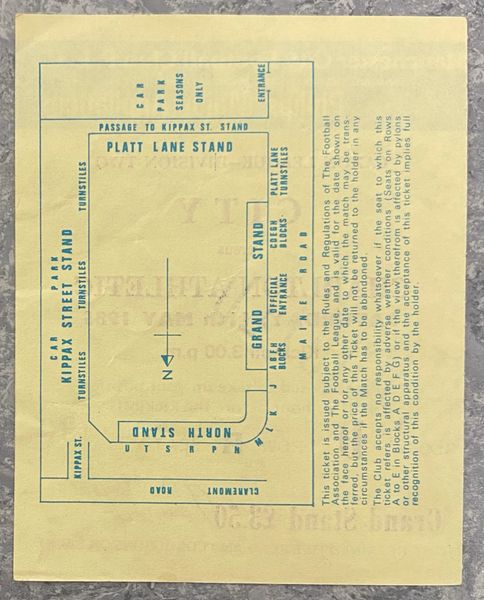 CAR
PARK
SEASONS
ONLY
ENTRANCE
PASSAGE TO KIPPAX ST. STAND
PLATT LANE STAND
TURNSTILES
PLATT LANE
TURNSTILES
CAR PARK
KIPPAX STREET STAND
TURNSTILES
GRAND STAND
CDEGH
BLOCKS
OFFICIAL
ENTRANCE
ABFH
BLOCKS
MAINE ROAD
N
TURNSTILES
KIPPAX ST.
NORTH STAND
U T S R P N
M L K J
CLAREMONT ROAD
This ticket is issued subject to the Rules and Regulations of The Football
Association and The Football League, and is valid for the date shown on
the face hereof or for any other date to which the match may be trans-
ferred, but the price of this Ticket will not be returned to the holder in any
circumstances if the Match has to be abandoned.
The Club accepts no responsibility whatsoever if the seat to which this
ticket refers is affected by adverse weather conditions (Seats on Rows
A to E in Blocks A D E F G) or if the view therefrom is affected by pylons
or other structural apparatus and the acceptance of this ticket implies full
recognition of this condition by the holder.
Grand Stand £3.50